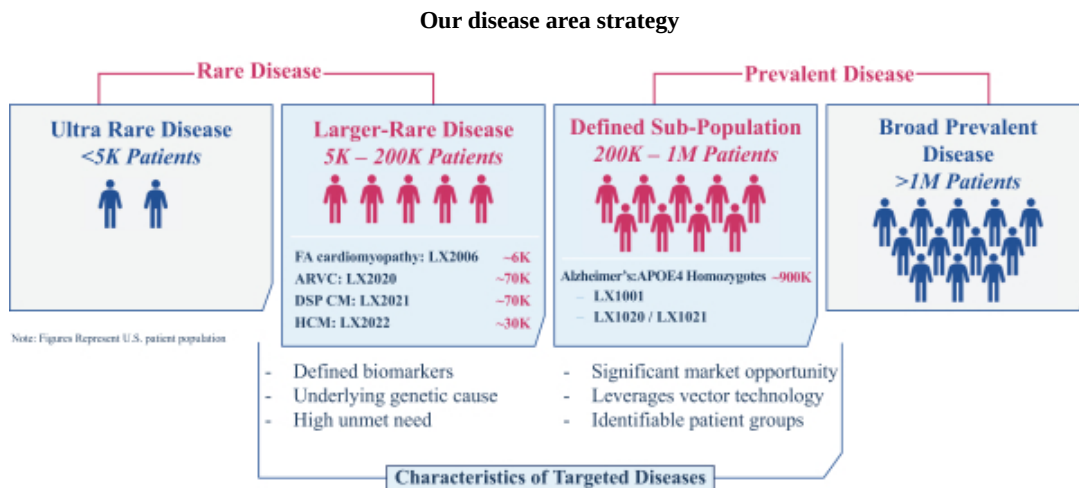 Our disease area strategy
Rare Disease
Prevalent Disease
Ultra Rare Disease
<5K Patients
Larger-Rare Disease
5K – 200K Patients
FA cardiomyopathy: LX2006 ~6K
ARVC: LX2020 ~70K
DSP CM: LX2021 ~70K
HCM: LX2022 ~30K
Defined Sub-Population
200K – 1M Patients
Alzheimer's:APOE4 Homozygotes ~900K
– LX1001
– LX1020 / LX1021
Broad Prevalent
Disease
>1M Patients
Note: Figures Represent U.S. patient population
- Defined biomarkers
- Underlying genetic cause
- High unmet need
- Significant market opportunity
- Leverages vector technology
- Identifiable patient groups
Characteristics of Targeted Diseases